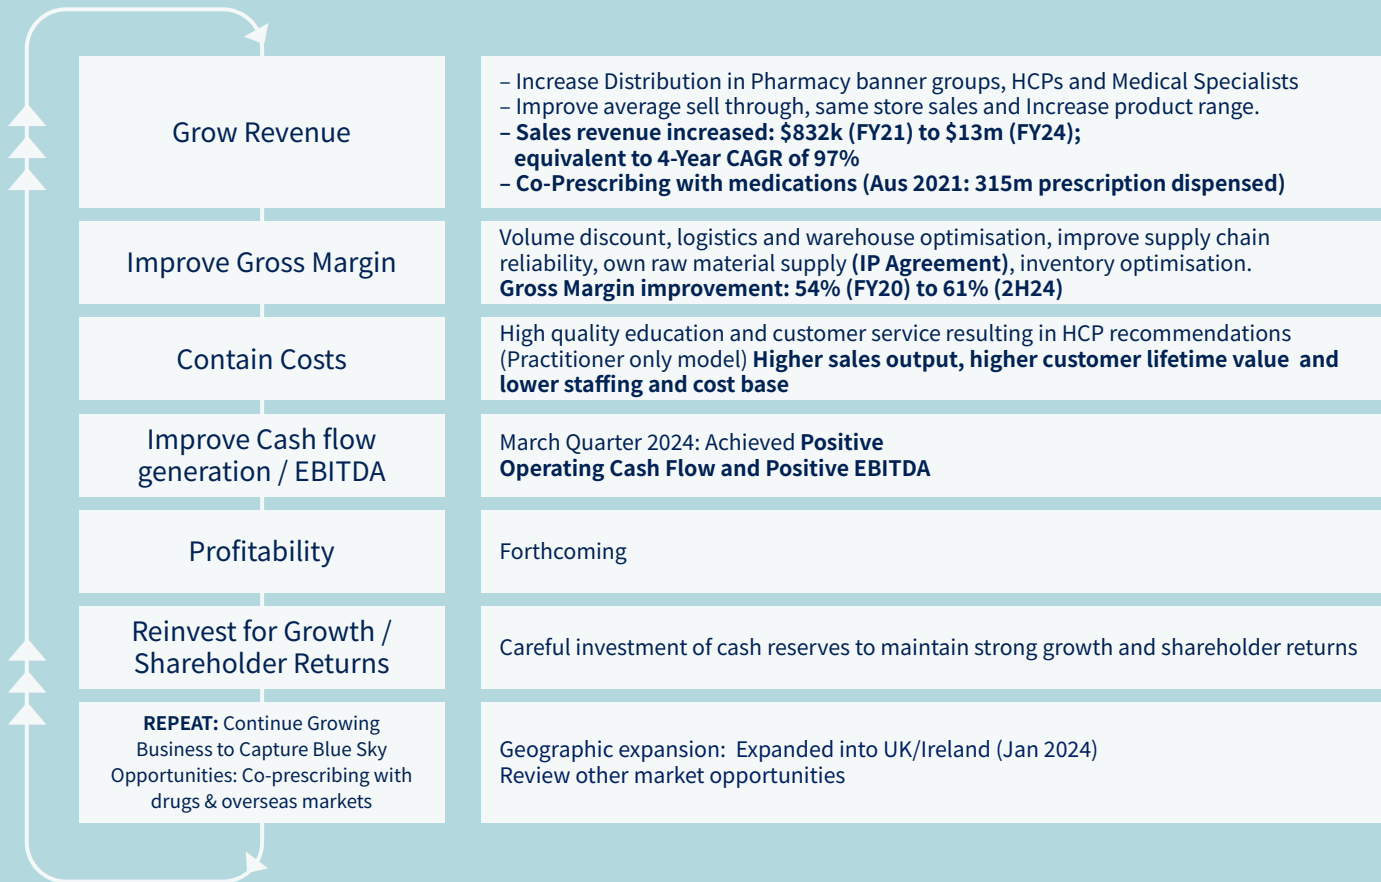 Grow Revenue
– Increase Distribution in Pharmacy banner groups, HCPs and Medical Specialists
– Improve average sell through, same store sales and Increase product range.
– Sales revenue increased: $832k (FY21) to $13m (FY24);
equivalent to 4-Year CAGR of 97%
– Co-Prescribing with medications (Aus 2021: 315m prescription dispensed)
Improve Gross Margin
Volume discount, logistics and warehouse optimisation, improve supply chain
reliability, own raw material supply (IP Agreement), inventory optimisation.
Gross Margin improvement: 54% (FY20) to 61% (2H24)
Contain Costs
High quality education and customer service resulting in HCP recommendations
(Practitioner only model) Higher sales output, higher customer lifetime value  and
lower staffing and cost base
Improve Cash flow
generation / EBITDA
March Quarter 2024: Achieved Positive
Operating Cash Flow and Positive EBITDA
Profitability
Forthcoming
Reinvest for Growth /
Shareholder Returns
Careful investment of cash reserves to maintain strong growth and shareholder returns
REPEAT: Continue Growing
Business to Capture Blue Sky
Opportunities: Co-prescribing with
drugs & overseas markets
Geographic expansion:  Expanded into UK/Ireland (Jan 2024)
Review other market opportunities